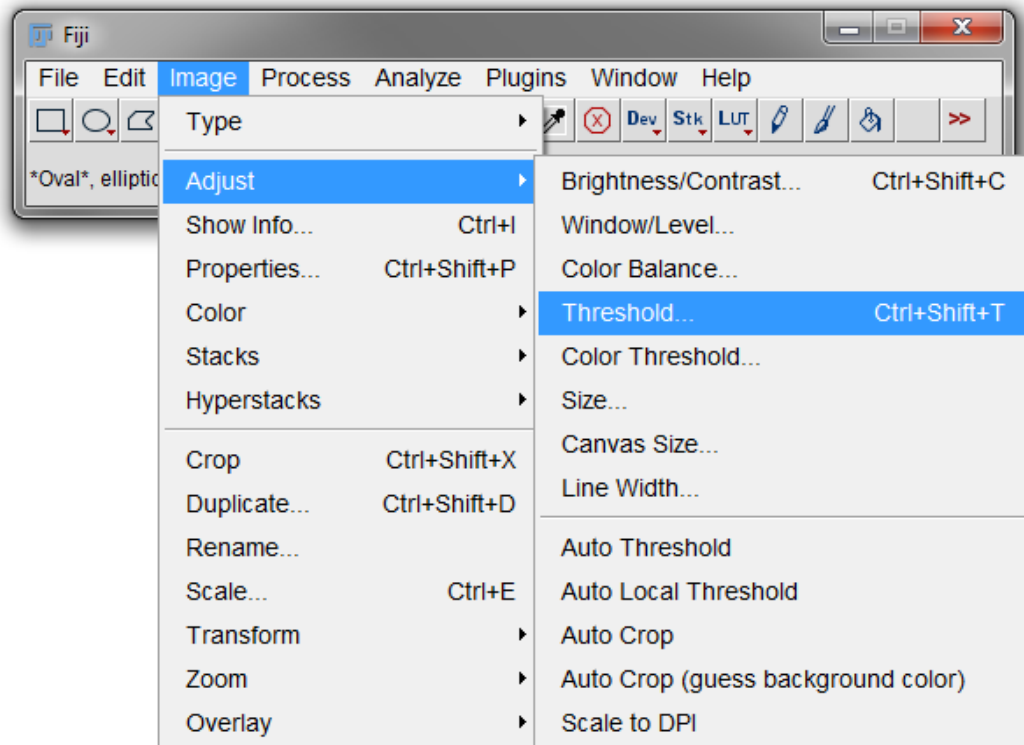 Fiji
File Edit Image Process Analyze Plugins Window Help
Dev Stk LUT >>
*Oval*, elliptic
Type
Adjust
Show Info... Ctrl+I
Properties... Ctrl+Shift+P
Color
Stacks
Hyperstacks
Crop Ctrl+Shift+X
Duplicate... Ctrl+Shift+D
Rename...
Scale... Ctrl+E
Transform
Zoom
Overlay
Brightness/Contrast... Ctrl+Shift+C
Window/Level...
Color Balance...
Threshold... Ctrl+Shift+T
Color Threshold...
Size...
Canvas Size...
Line Width...
Auto Threshold
Auto Local Threshold
Auto Crop
Auto Crop (guess background color)
Scale to DPI